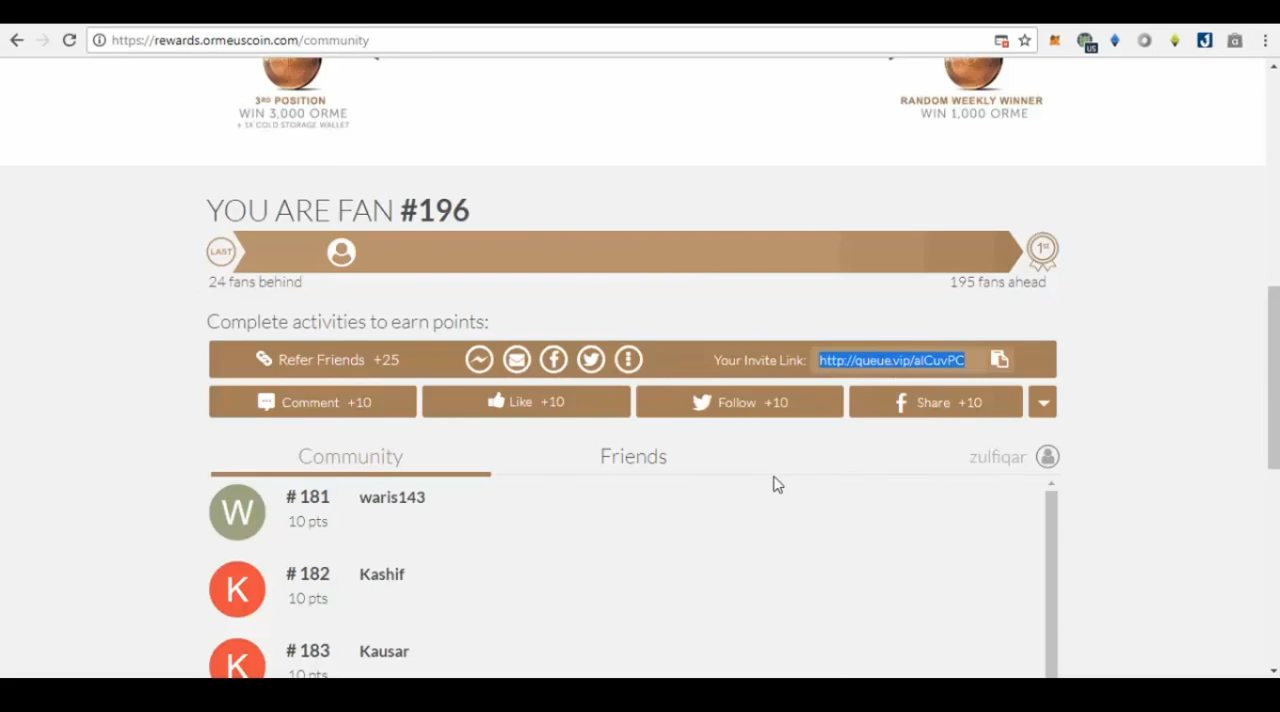 https://rewards.ormeuscoin.com/community
US
3RD POSITION
WIN 3,000 ORME
+ 1X COLD STORAGE WALLET
RANDOM WEEKLY WINNER
WIN 1,000 ORME
YOU ARE FAN #196
LAST
1st
24 fans behind
195 fans ahead
Complete activities to earn points:
Refer Friends +25
Your Invite Link: http://queue.vip/alCuvPC
Comment +10
Like +10
Follow +10
Share +10
Community
Friends
zulfiqar
W
# 181 waris143
10 pts
K
# 182 Kashif
10 pts
K
# 183 Kausar
10 pts